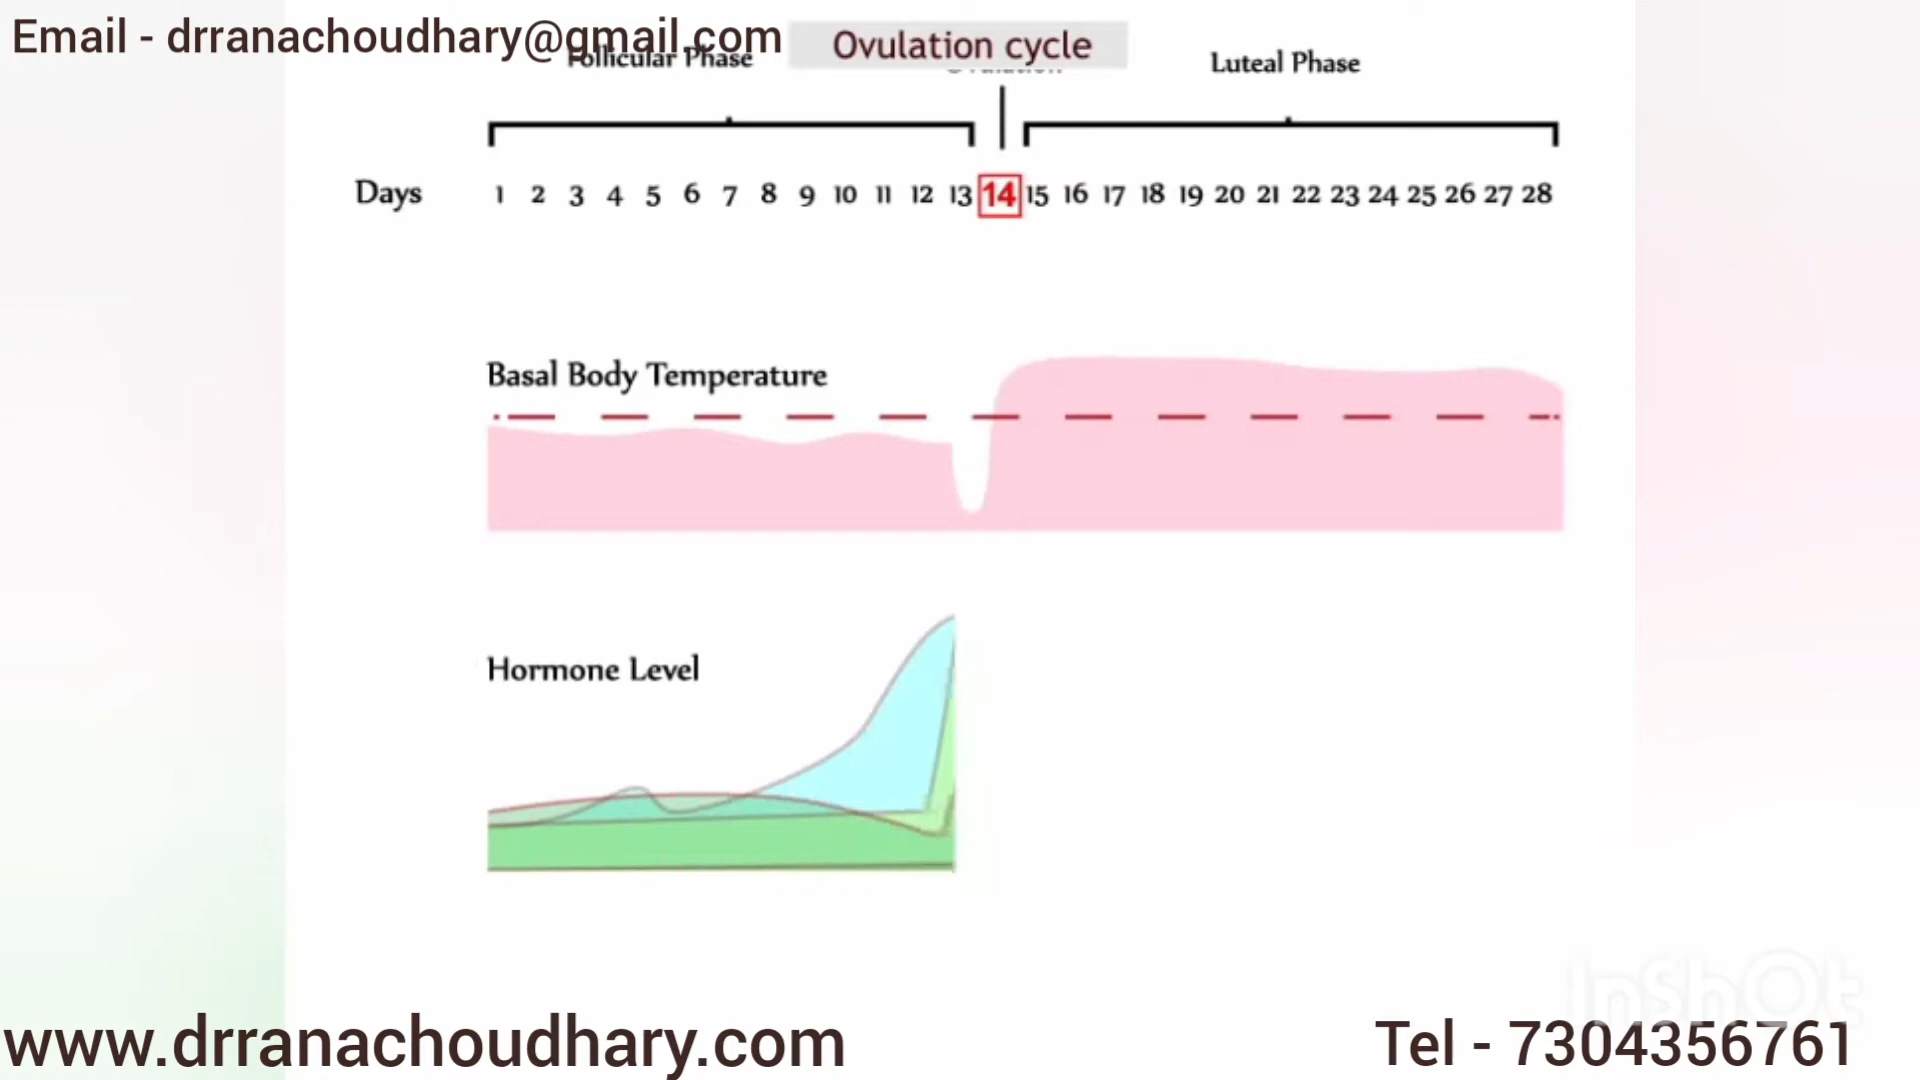 Email - drranachoudhary@gmail.com
Ovulation cycle
Follicular Phase
Ovulation
Luteal Phase
Days 1 2 3 4 5 6 7 8 9 10 11 12 13 14 15 16 17 18 19 20 21 22 23 24 25 26 27 28
Basal Body Temperature
Hormone Level
InShOt
www.drranachoudhary.com
Tel - 7304356761